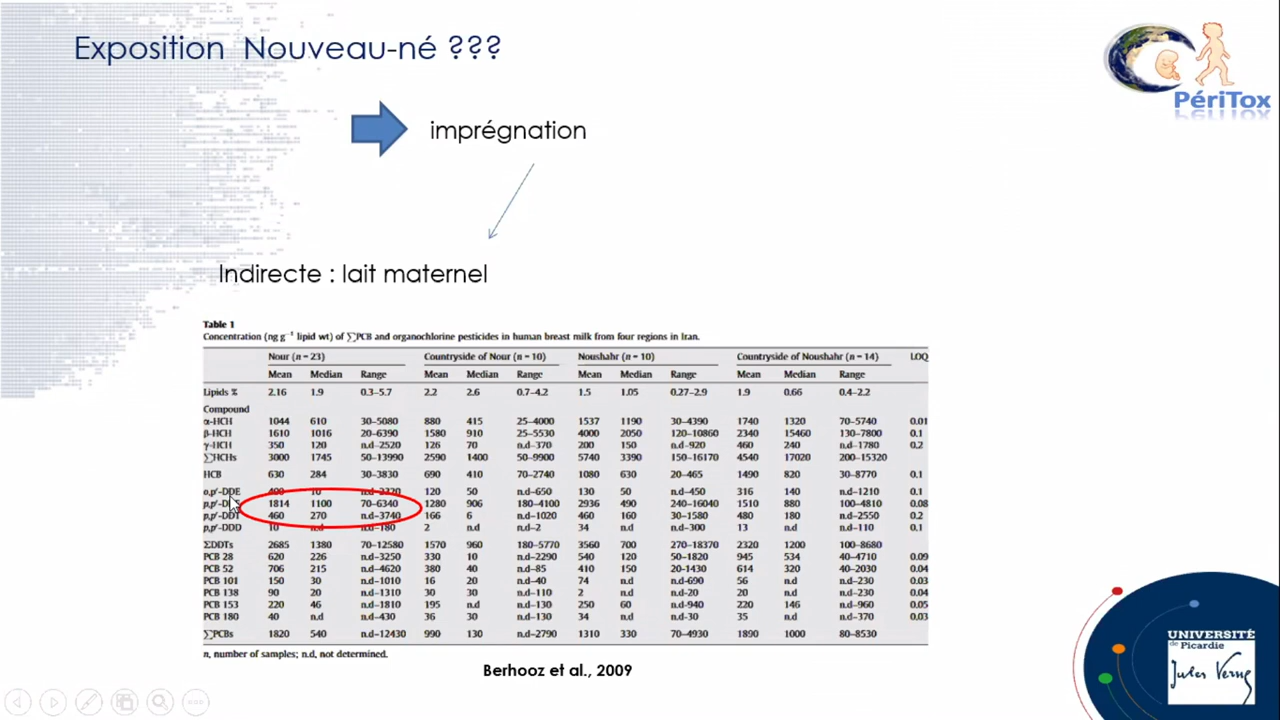 Exposition Nouveau-né ???
PériTox
imprégnation
Indirecte : lait maternel
Table 1
Concentration (ng g⁻¹ lipid wt) of ∑PCB and organochlorine pesticides in human breast milk from four regions in Iran.
Nour (n = 23) Countryside of Nour (n = 10) Noushahr (n = 10) Countryside of Noushahr (n = 14) LOQ
Mean Median Range Mean Median Range Mean Median Range Mean Median Range
Lipids % 2.16 1.9 0.3–5.7 2.2 2.6 0.7–4.2 1.5 1.05 0.27–2.9 1.9 0.66 0.4–2.2
Compound
α-HCH 1044 610 30–5080 880 415 25–4000 1537 1190 30–4390 1740 1320 70–5740 0.01
β-HCH 1610 1016 20–6390 1580 910 25–5530 4000 2050 120–10860 2340 15460 130–7800 0.1
γ-HCH 350 120 n.d–2520 126 70 n.d–370 200 150 n.d–920 460 240 n.d–1780 0.2
∑HCHs 3000 1745 50–13990 2590 1400 50–9900 5740 3390 150–16170 4540 17020 200–15320
HCB 630 284 30–3830 690 410 70–2740 1080 630 20–465 1490 820 30–8770 0.1
o,p′-DDE 400 10 n.d–2320 120 50 n.d–650 130 50 n.d–450 316 140 n.d–1210 0.1
1814 1100 70–6340 1280 906 180–4100 2936 490 240–16040 1510 880 100–4810 0.08
p,p′-DDT 460 270 n.d–3740 166 6 n.d–1020 460 160 30–1580 480 180 n.d–2550 0.2
p,p′-DDD 10 n.d n.d–180 2 n.d n.d–2 34 n.d n.d–300 13 n.d n.d–110 0.1
ΣDDTs 2685 1380 70–12580 1570 960 180–5770 3560 700 270–18370 2320 1200 100–8680
PCB 28 620 226 n.d–3250 330 10 n.d–2290 540 120 50–1820 945 534 40–4710 0.09
PCB 52 706 215 n.d–4620 380 40 n.d–85 410 150 20–1430 614 320 40–2030 0.04
PCB 101 150 30 n.d–1010 16 20 n.d–40 74 n.d n.d–690 56 n.d n.d–230 0.03
PCB 138 90 20 n.d–1310 30 30 n.d–110 2 n.d n.d–20 20 n.d n.d–230 0.04
PCB 153 220 46 n.d–1810 195 n.d n.d–130 250 60 n.d–940 220 146 n.d–960 0.05
PCB 180 40 n.d n.d–430 36 30 n.d–130 34 n.d n.d–30 35 n.d n.d–370 0.03
∑PCBs 1820 540 n.d–12430 990 130 n.d–2790 1310 330 70–4930 1890 1000 80–8530
n, number of samples; n.d, not determined.
Berhooz et al., 2009
UNIVERSITÉ
de Picardie
Jules Verne